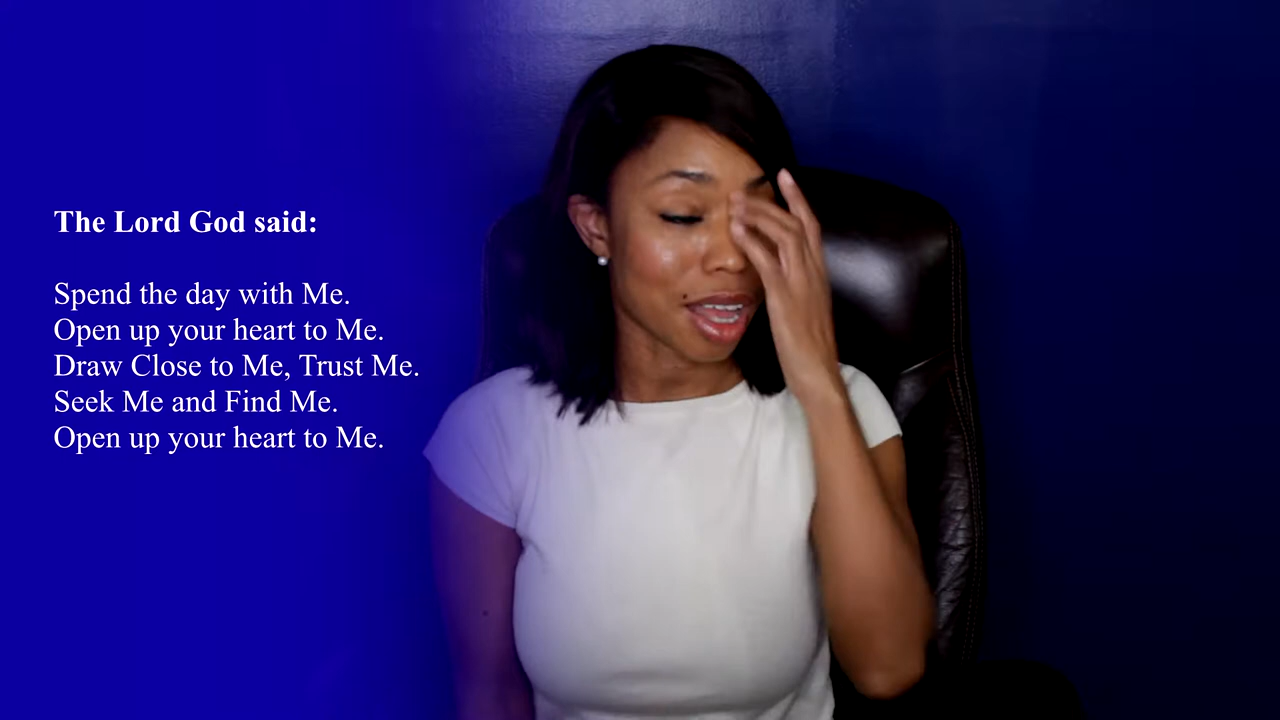 The Lord God said:
Spend the day with Me.
Open up your heart to Me.
Draw Close to Me, Trust Me.
Seek Me and Find Me.
Open up your heart to Me.